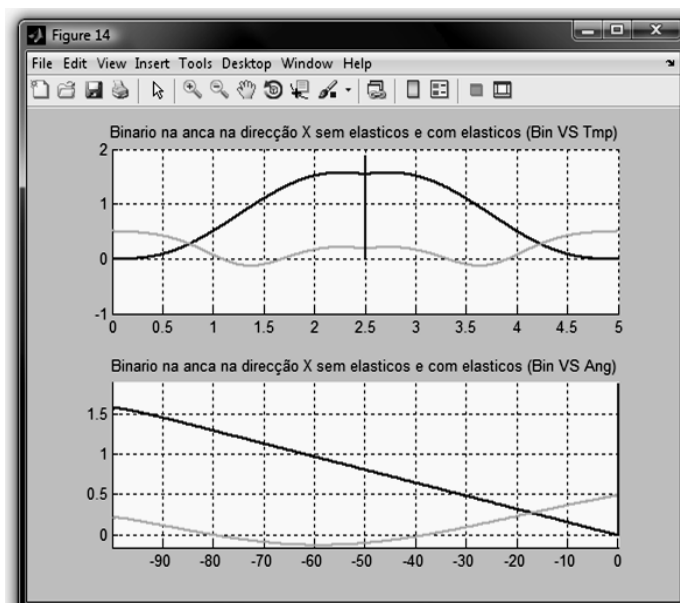 Figure 14
File Edit View Insert Tools Desktop Window Help
Binario na anca na direcção X sem elasticos e com elasticos (Bin VS Tmp)
2
1
0
-1
0 0.5 1 1.5 2 2.5 3 3.5 4 4.5 5
Binario na anca na direcção X sem elasticos e com elasticos (Bin VS Ang)
1.5
1
0.5
0
-90 -80 -70 -60 -50 -40 -30 -20 -10 0